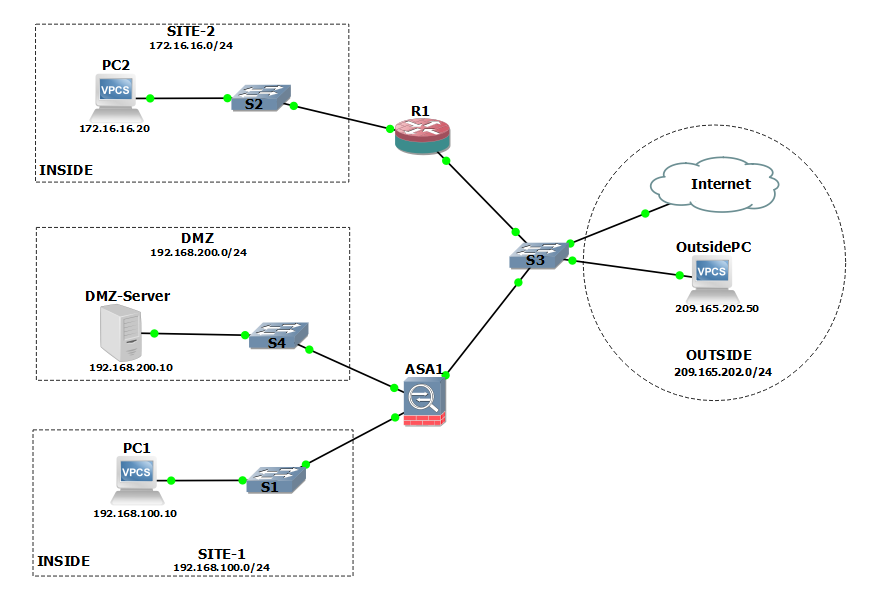 SITE-2
172.16.16.0/24
PC2
VPCS
S2
172.16.16.20
INSIDE
R1
Internet
S3
OutsidePC
VPCS
209.165.202.50
OUTSIDE
209.165.202.0/24
DMZ
192.168.200.0/24
DMZ-Server
S4
192.168.200.10
ASA1
PC1
VPCS
S1
192.168.100.10
INSIDE
SITE-1
192.168.100.0/24